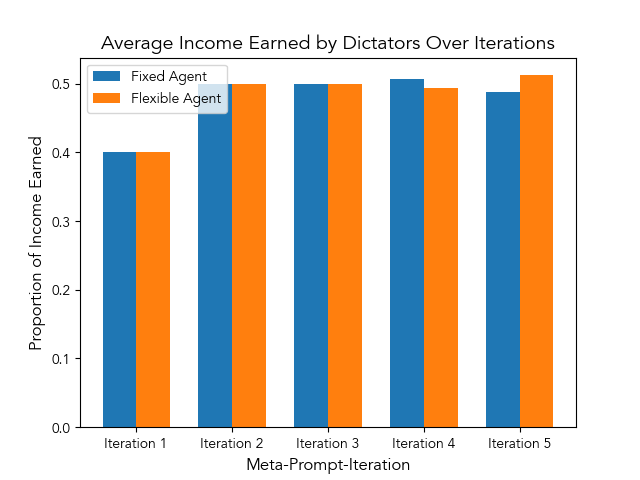 Average Income Earned by Dictators Over Iterations
Fixed Agent
Flexible Agent
Proportion of Income Earned
0.5
0.4
0.3
0.2
0.1
0.0
Iteration 1 Iteration 2 Iteration 3 Iteration 4 Iteration 5
Meta-Prompt-Iteration